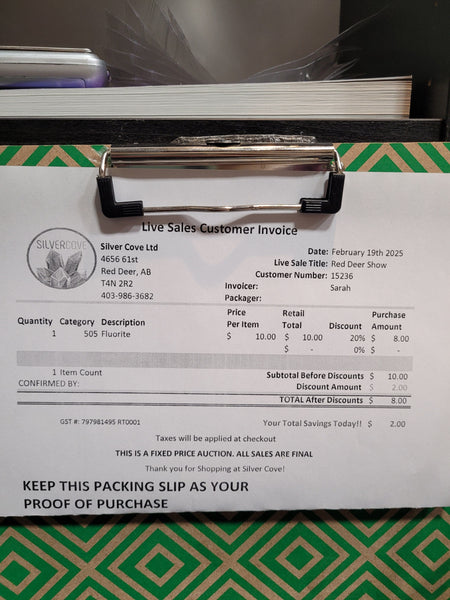 Live Sales Customer Invoice
SILVERCOVE
Silver Cove Ltd
4656 61st
Red Deer, AB
T4N 2R2
403-986-3682
Date: February 19th 2025
Live Sale Title: Red Deer Show
Customer Number: 15236
Invoicer: Sarah
Packager:
Quantity Category Description Price Per Item Retail Total Discount Purchase Amount
1 505 Fluorite $ 10.00 $ 10.00 20% $ 8.00
$ - 0% $ -
1 Item Count Subtotal Before Discounts $ 10.00
CONFIRMED BY: Discount Amount $ 2.00
TOTAL After Discounts $ 8.00
GST #: 797981495 RT0001 Your Total Savings Today!! $ 2.00
Taxes will be applied at checkout
THIS IS A FIXED PRICE AUCTION. ALL SALES ARE FINAL
Thank you for Shopping at Silver Cove!
KEEP THIS PACKING SLIP AS YOUR
PROOF OF PURCHASE